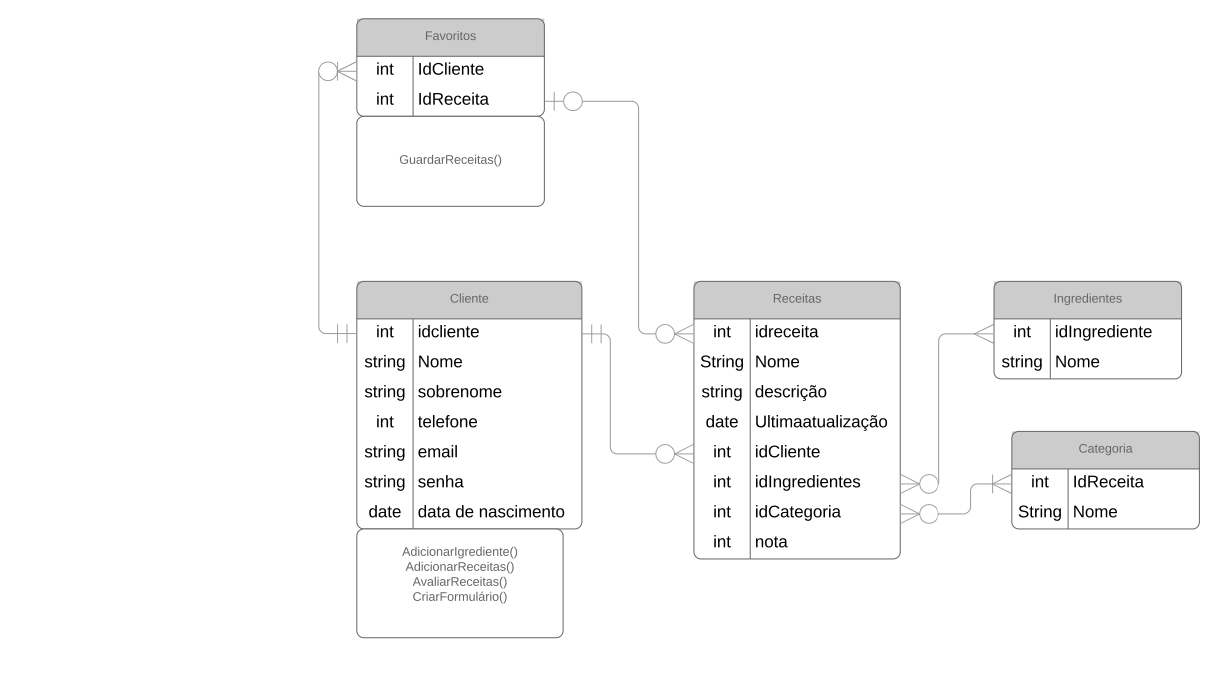 Favoritos
int IdCliente
int IdReceita
GuardarReceitas()
Cliente
int idcliente
string Nome
string sobrenome
int telefone
string email
string senha
date data de nascimento
AdicionarIgrediente()
AdicionarReceitas()
AvaliarReceitas()
CriarFormulário()
Receitas
int idreceita
String Nome
string descrição
date Ultimaatualização
int idCliente
int idIngredientes
int idCategoria
int nota
Ingredientes
int idIngrediente
string Nome
Categoria
int IdReceita
String Nome